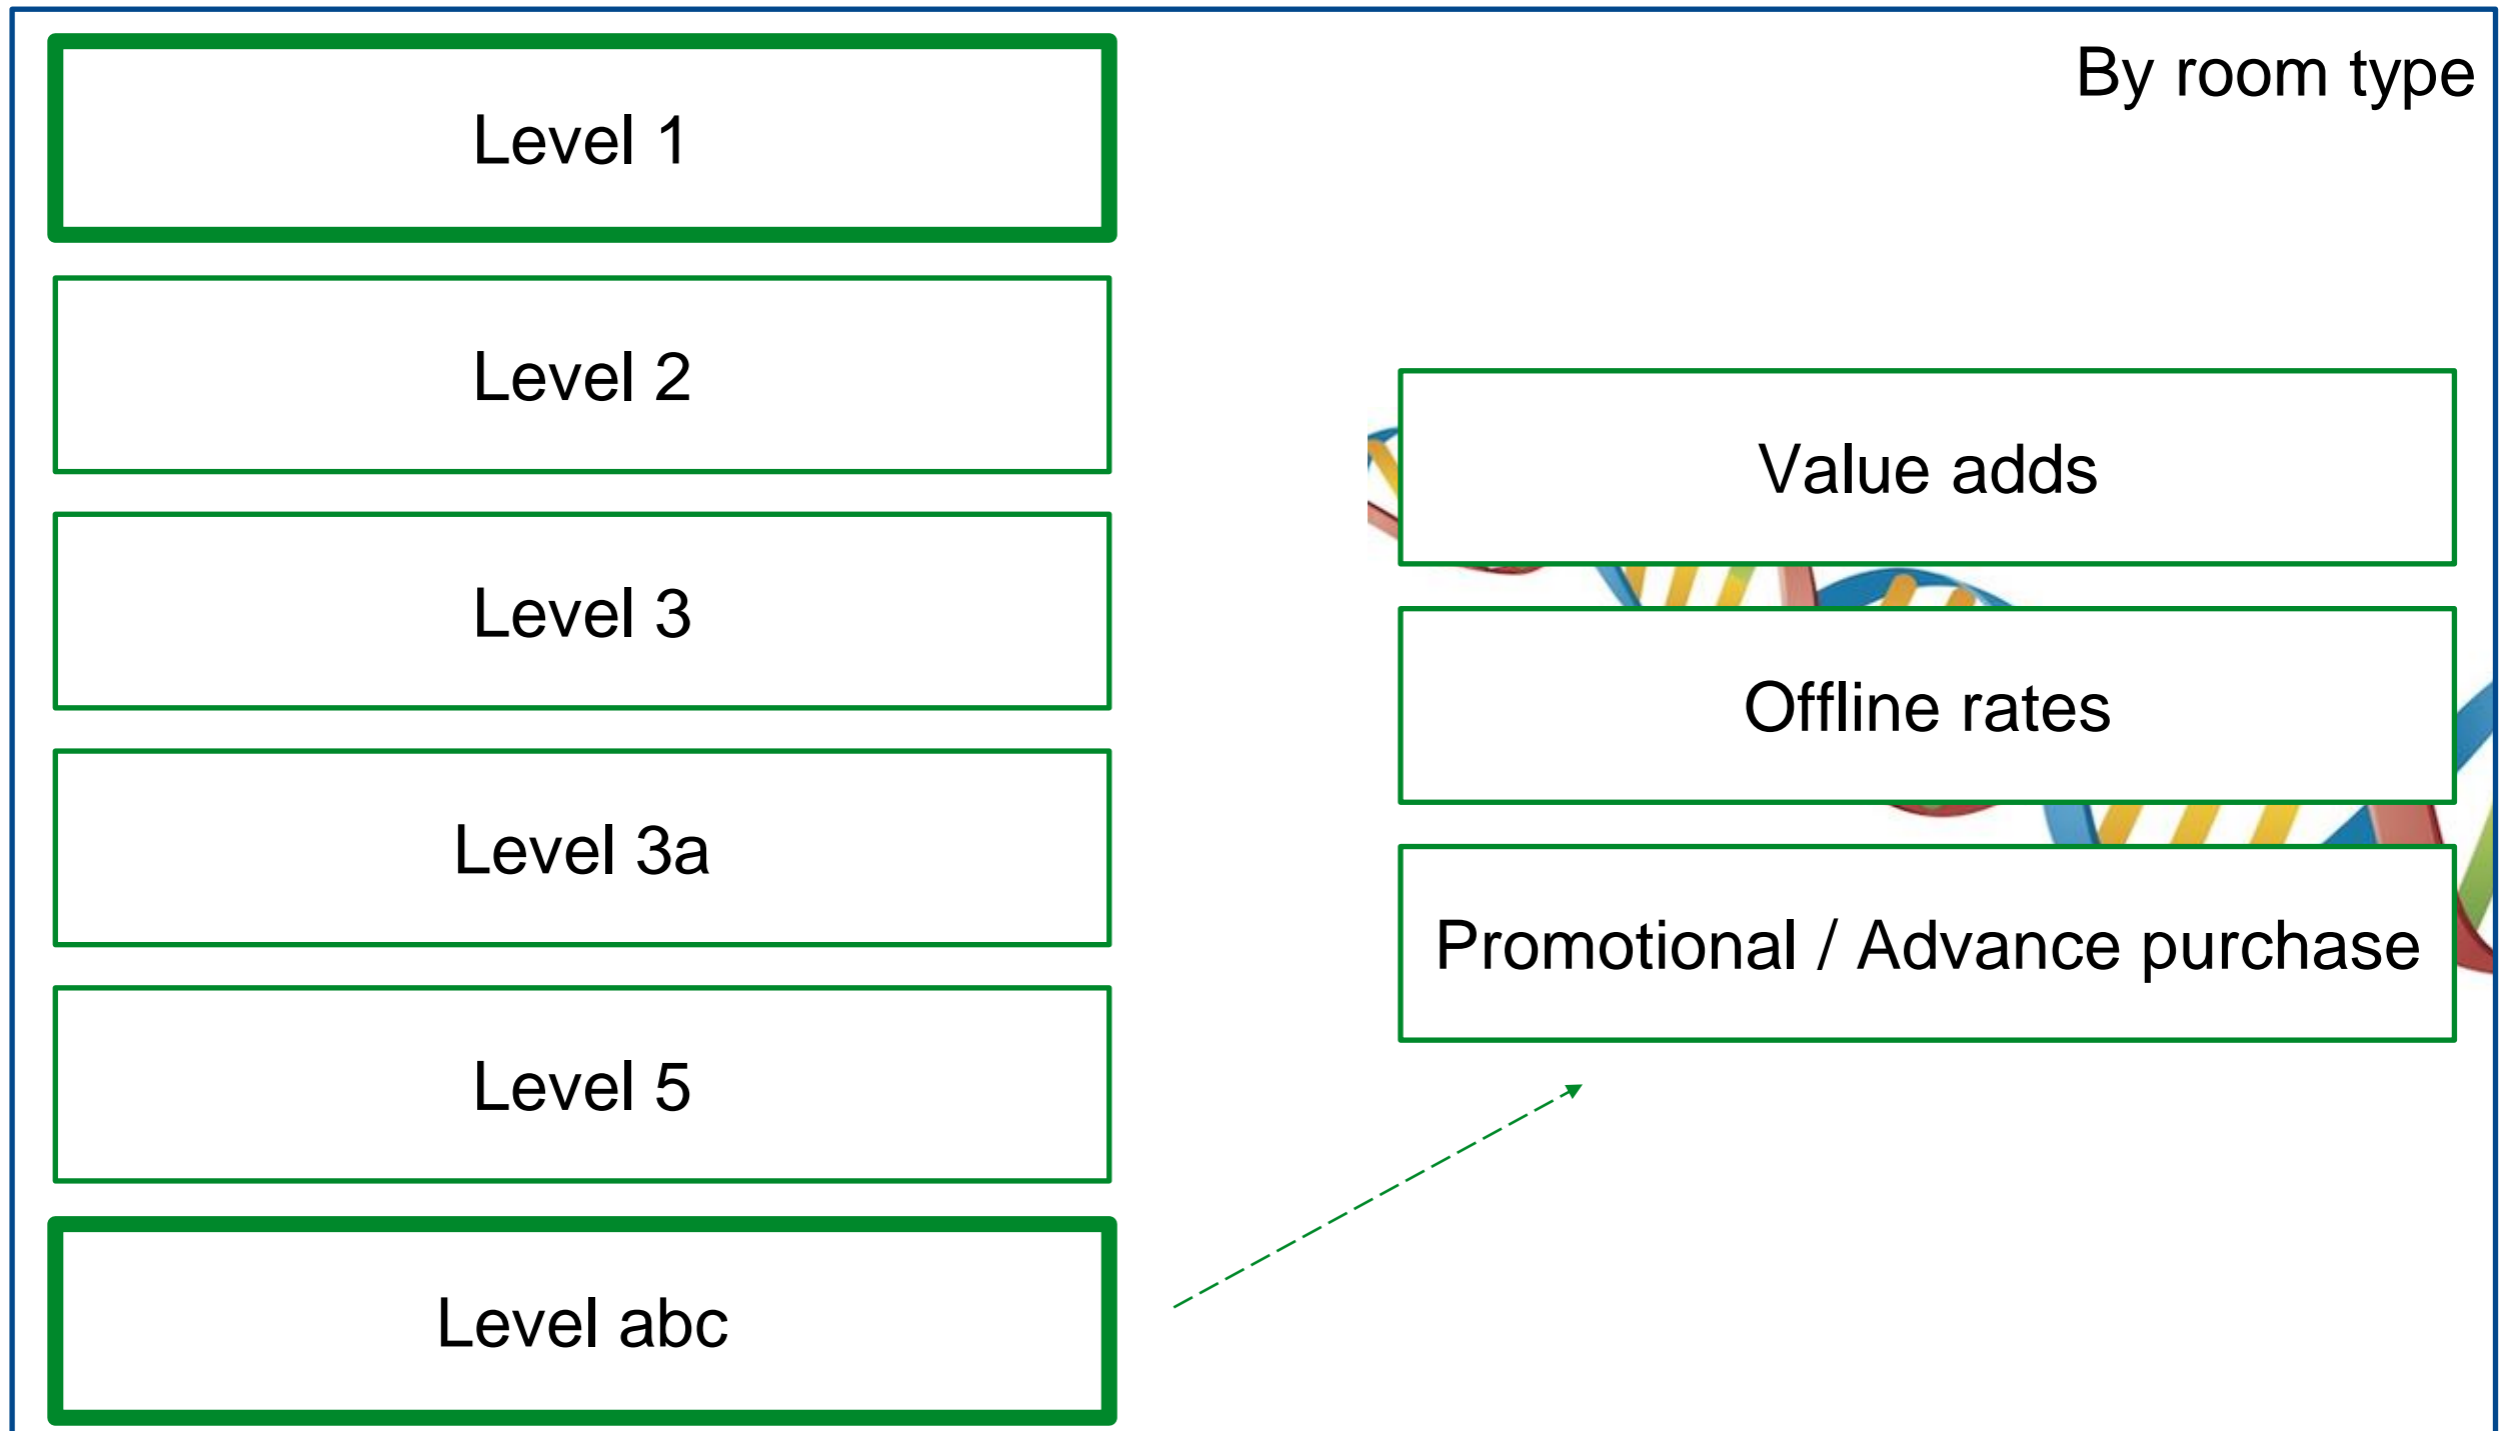 By room type
Level 1
Level 2
Level 3
Level 3a
Level 5
Level abc
Value adds
Offline rates
Promotional / Advance purchase